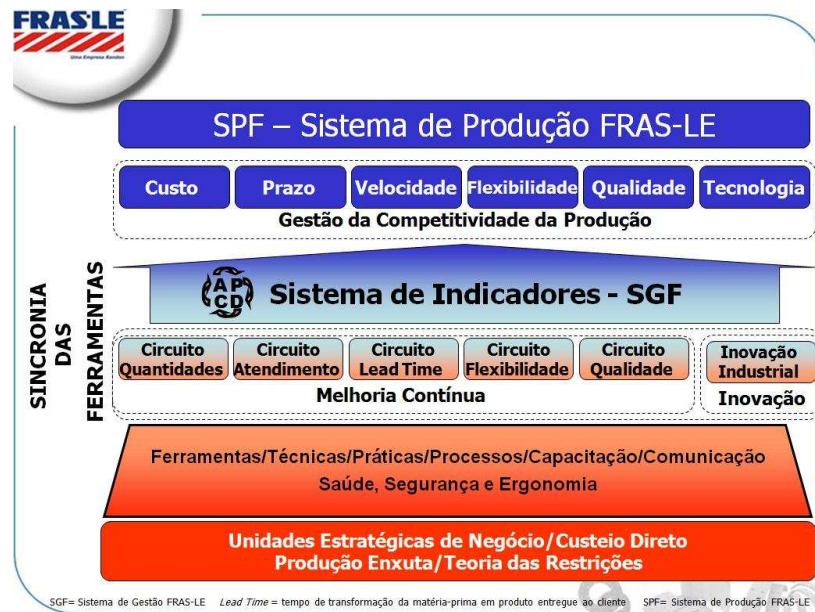 FRAS-LE
Uma Empresa Randon
SPF – Sistema de Produção FRAS-LE
Custo
Prazo
Velocidade
Flexibilidade
Qualidade
Tecnologia
Gestão da Competitividade da Produção
SINCRONIA
DAS
FERRAMENTAS
A P
C D
Sistema de Indicadores - SGF
Circuito
Quantidades
Circuito
Atendimento
Circuito
Lead Time
Circuito
Flexibilidade
Circuito
Qualidade
Inovação
Industrial
Melhoria Contínua
Inovação
Ferramentas/Técnicas/Práticas/Processos/Capacitação/Comunicação
Saúde, Segurança e Ergonomia
Unidades Estratégicas de Negócio/Custeio Direto
Produção Enxuta/Teoria das Restrições
SGF= Sistema de Gestão FRAS-LE Lead Time = tempo de transformação da matéria-prima em produto entregue ao cliente SPF= Sistema de Produção FRAS-LE